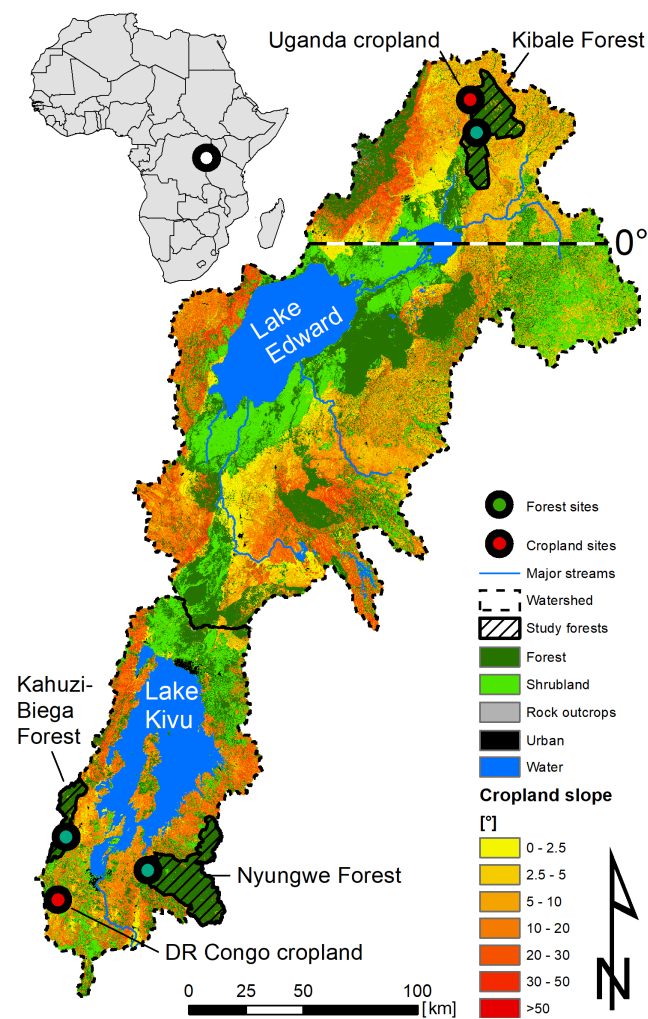 Uganda cropland
Kibale Forest
0°
Lake
Edward
Forest sites
Cropland sites
Major streams
Watershed
Study forests
Forest
Shrubland
Rock outcrops
Urban
Water
Kahuzi-
Biega
Forest
Lake
Kivu
Cropland slope
[°]
0 - 2.5
2.5 - 5
5 - 10
10 - 20
20 - 30
30 - 50
>50
Nyungwe Forest
DR Congo cropland
0 25 50 100
[km]
N